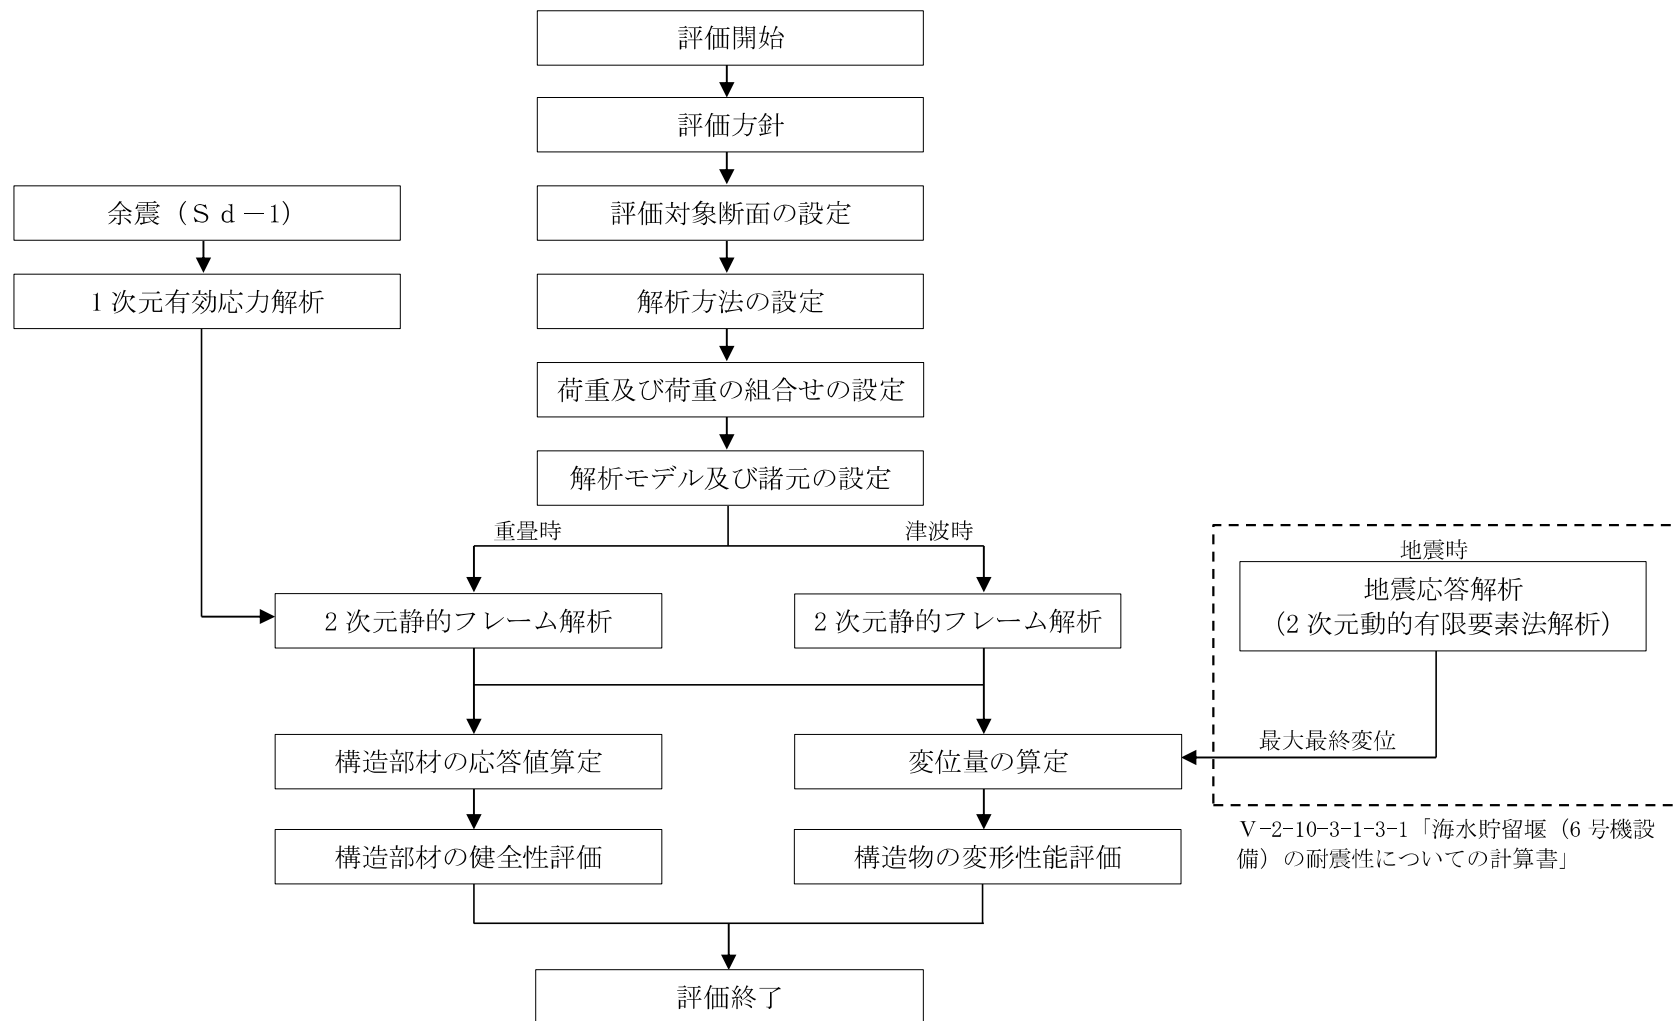 評価開始
評価方針
余震（Ｓｄ－1）
評価対象断面の設定
1次元有効応力解析
解析方法の設定
荷重及び荷重の組合せの設定
解析モデル及び諸元の設定
重畳時
津波時
地震時
2次元静的フレーム解析
2次元静的フレーム解析
地震応答解析
（2次元動的有限要素法解析）
最大最終変位
構造部材の応答値算定
変位量の算定
構造部材の健全性評価
構造物の変形性能評価
Ⅴ-2-10-3-1-3-1「海水貯留堰（6号機設
備）の耐震性についての計算書」
評価終了